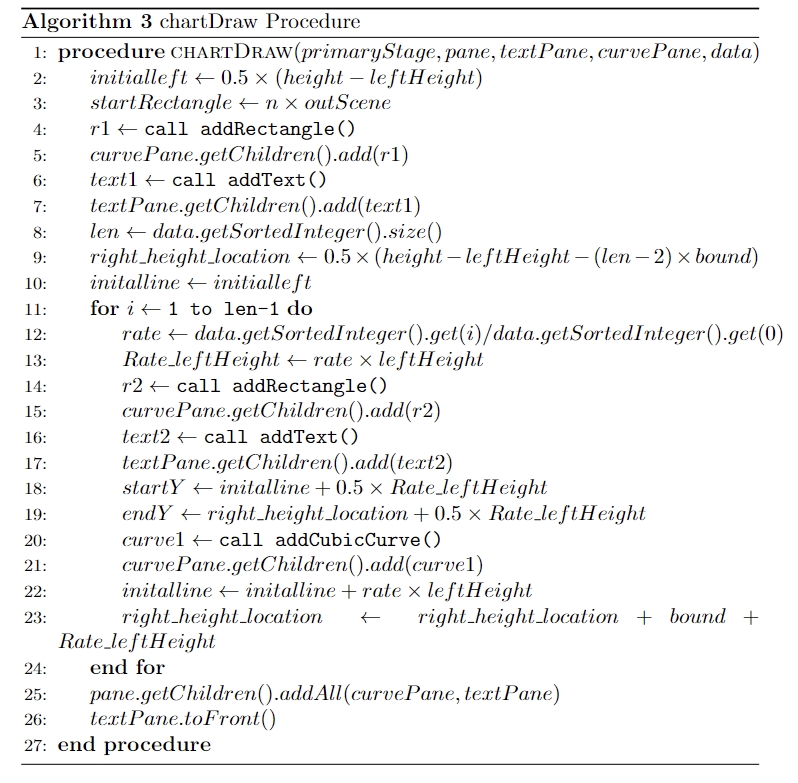 Algorithm 3 chartDraw Procedure
1: procedure CHARTDRAW(primaryStage, pane, textPane, curvePane, data)
2: initialleft ← 0.5 × (height − leftHeight)
3: startRectangle ← n × outScene
4: r1 ← call addRectangle()
5: curvePane.getChildren().add(r1)
6: text1 ← call addText()
7: textPane.getChildren().add(text1)
8: len ← data.getSortedInteger().size()
9: right_height_location ← 0.5 × (height − leftHeight − (len − 2) × bound)
10: initalline ← initialleft
11: for i ← 1 to len-1 do
12: rate ← data.getSortedInteger().get(i)/data.getSortedInteger().get(0)
13: Rate_leftHeight ← rate × leftHeight
14: r2 ← call addRectangle()
15: curvePane.getChildren().add(r2)
16: text2 ← call addText()
17: textPane.getChildren().add(text2)
18: startY ← initalline + 0.5 × Rate_leftHeight
19: endY ← right_height_location + 0.5 × Rate_leftHeight
20: curve1 ← call addCubicCurve()
21: curvePane.getChildren().add(curve1)
22: initalline ← initalline + rate × leftHeight
23: right_height_location ← right_height_location + bound +
Rate_leftHeight
24: end for
25: pane.getChildren().addAll(curvePane, textPane)
26: textPane.toFront()
27: end procedure